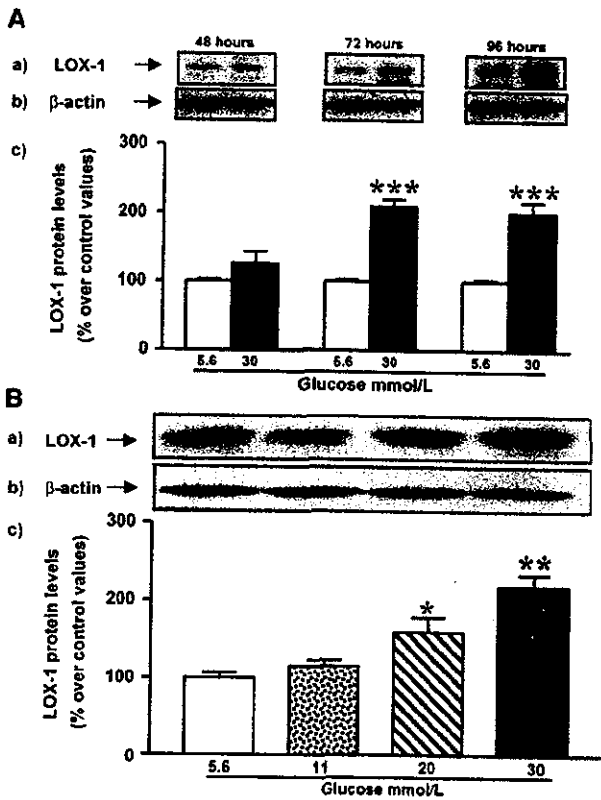 A
48 hours 72 hours 96 hours
a) LOX-1
b) β-actin
c)
LOX-1 protein levels
(% over control values)
300
200
100
0
*** ***
5.6 30 5.6 30 5.6 30
Glucose mmol/L
B
a) LOX-1
b) β-actin
c)
LOX-1 protein levels
(% over control values)
300
200
100
0
* **
5.6 11 20 30
Glucose mmol/L